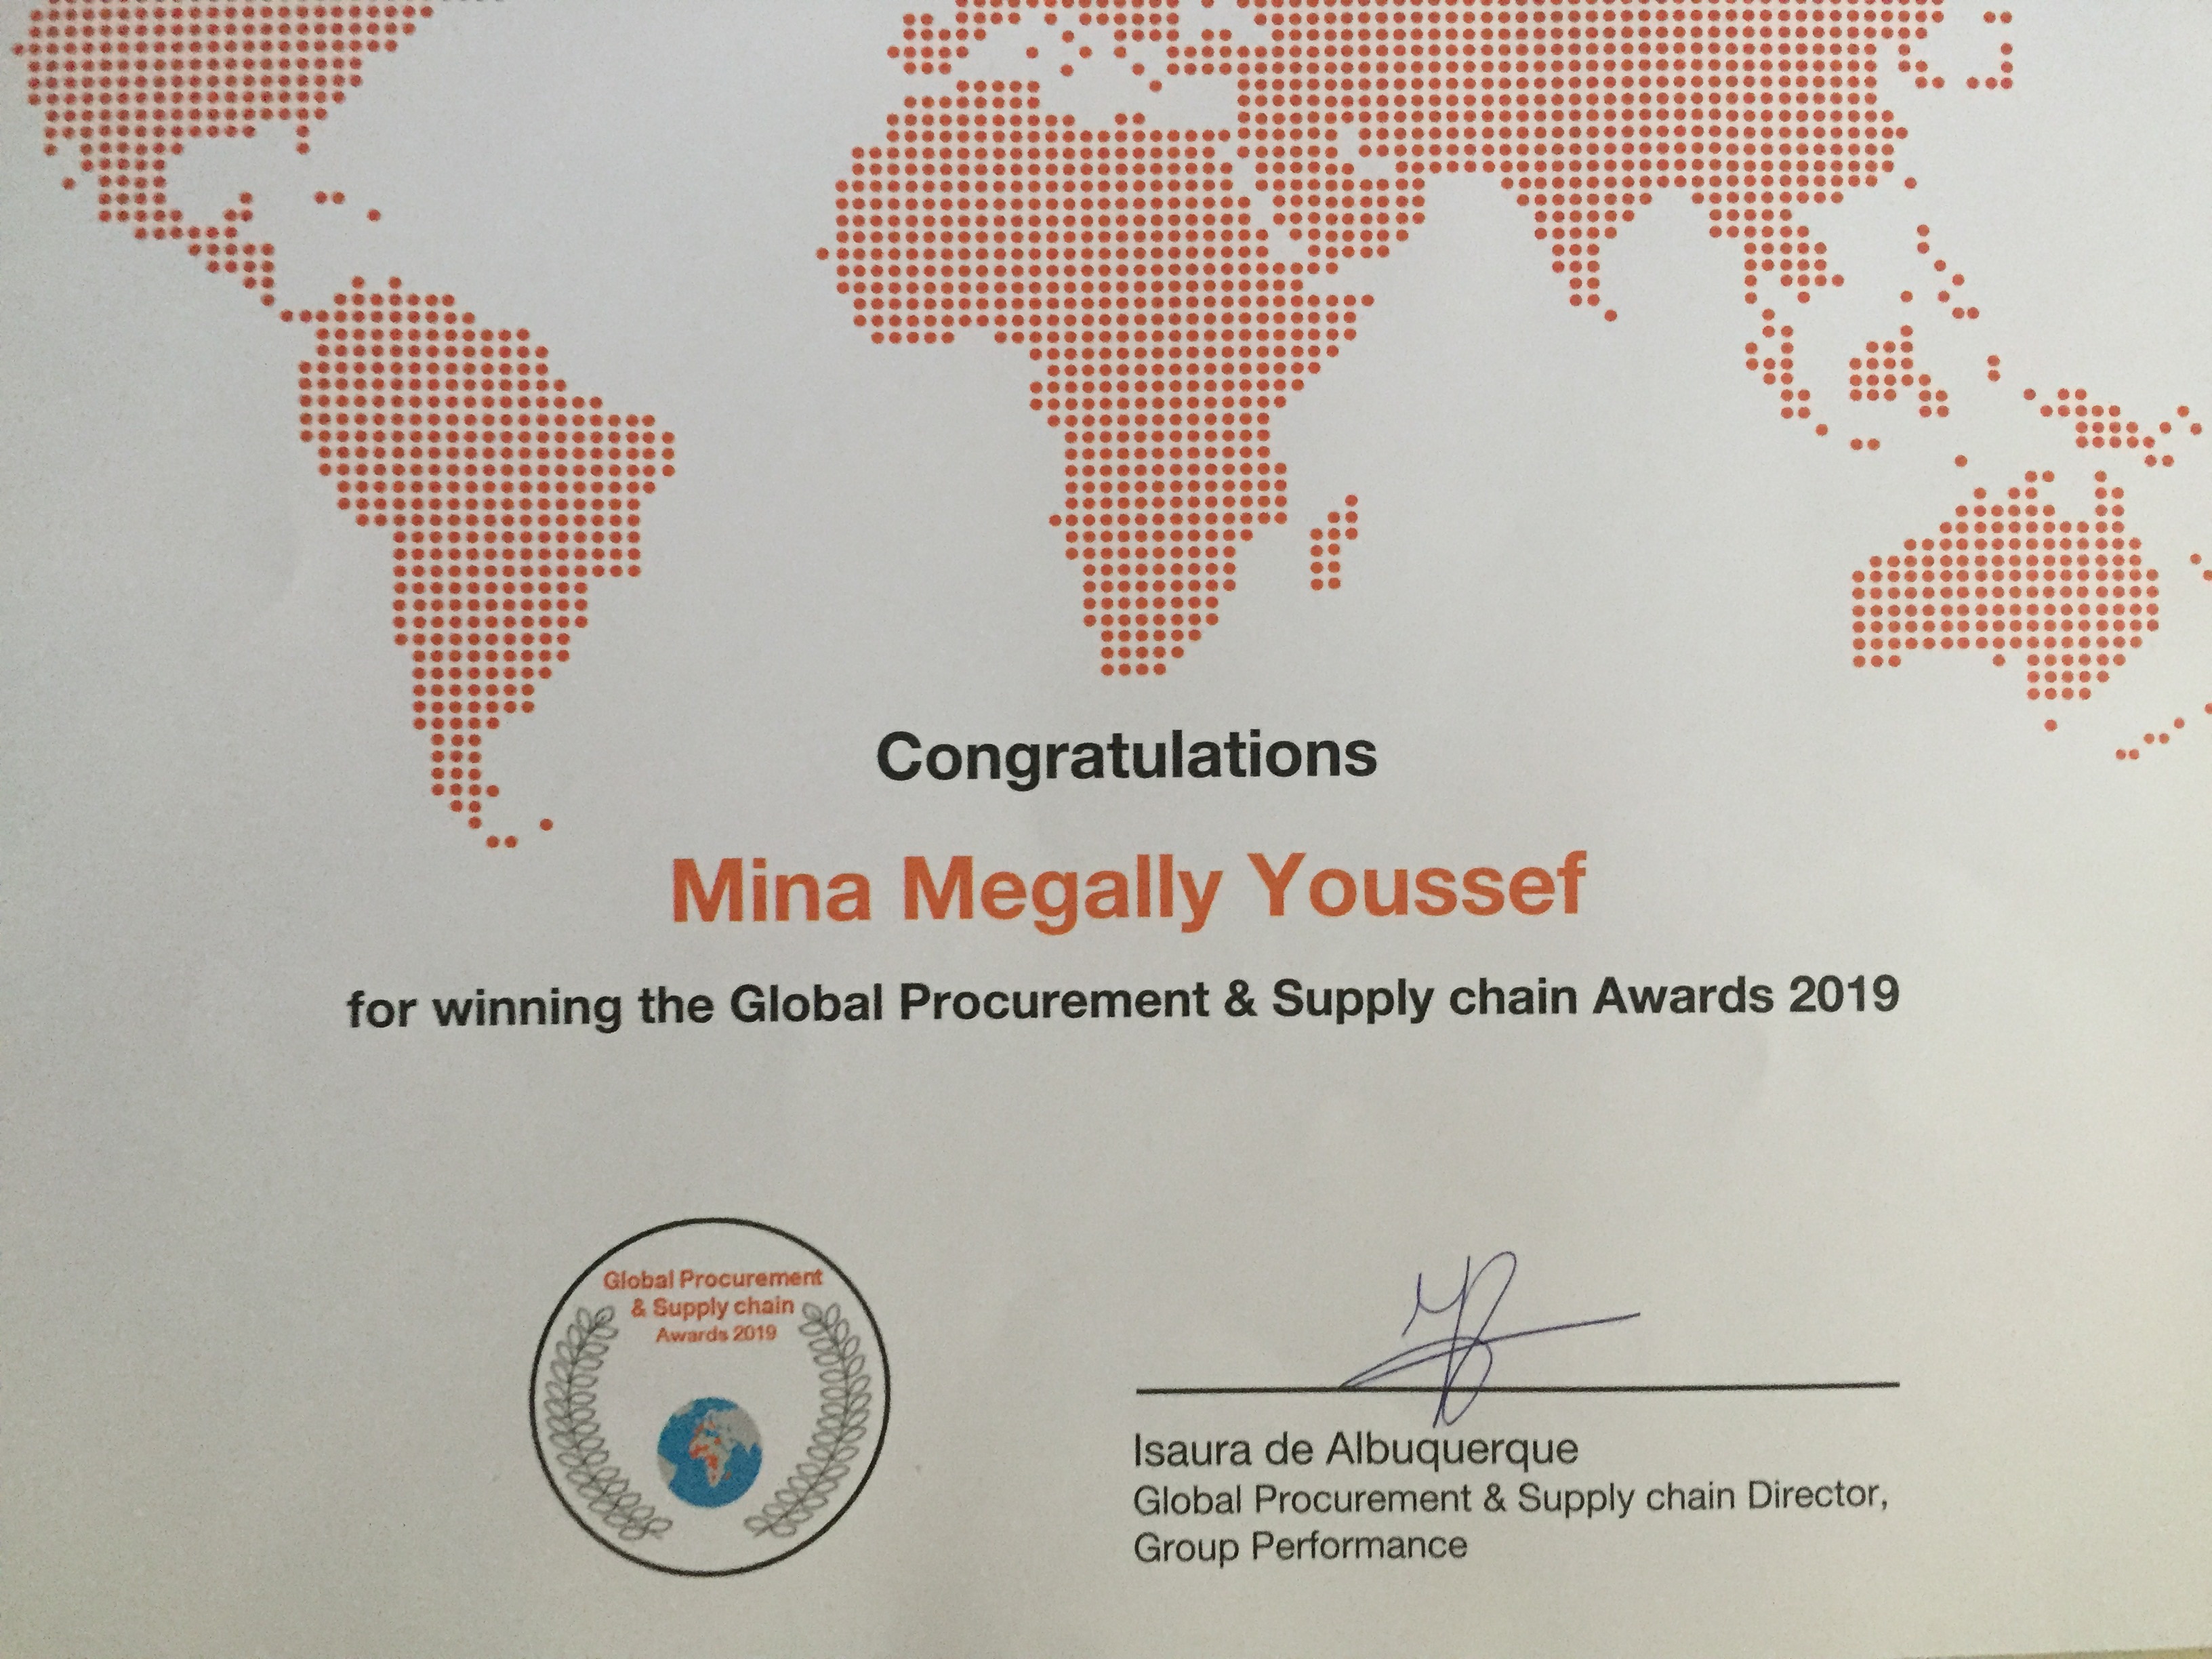 Congratulations
Mina Megally Youssef
for winning the Global Procurement & Supply chain Awards 2019
Global Procurement
& Supply chain
Awards 2019
Isaura de Albuquerque
Global Procurement & Supply chain Director,
Group Performance